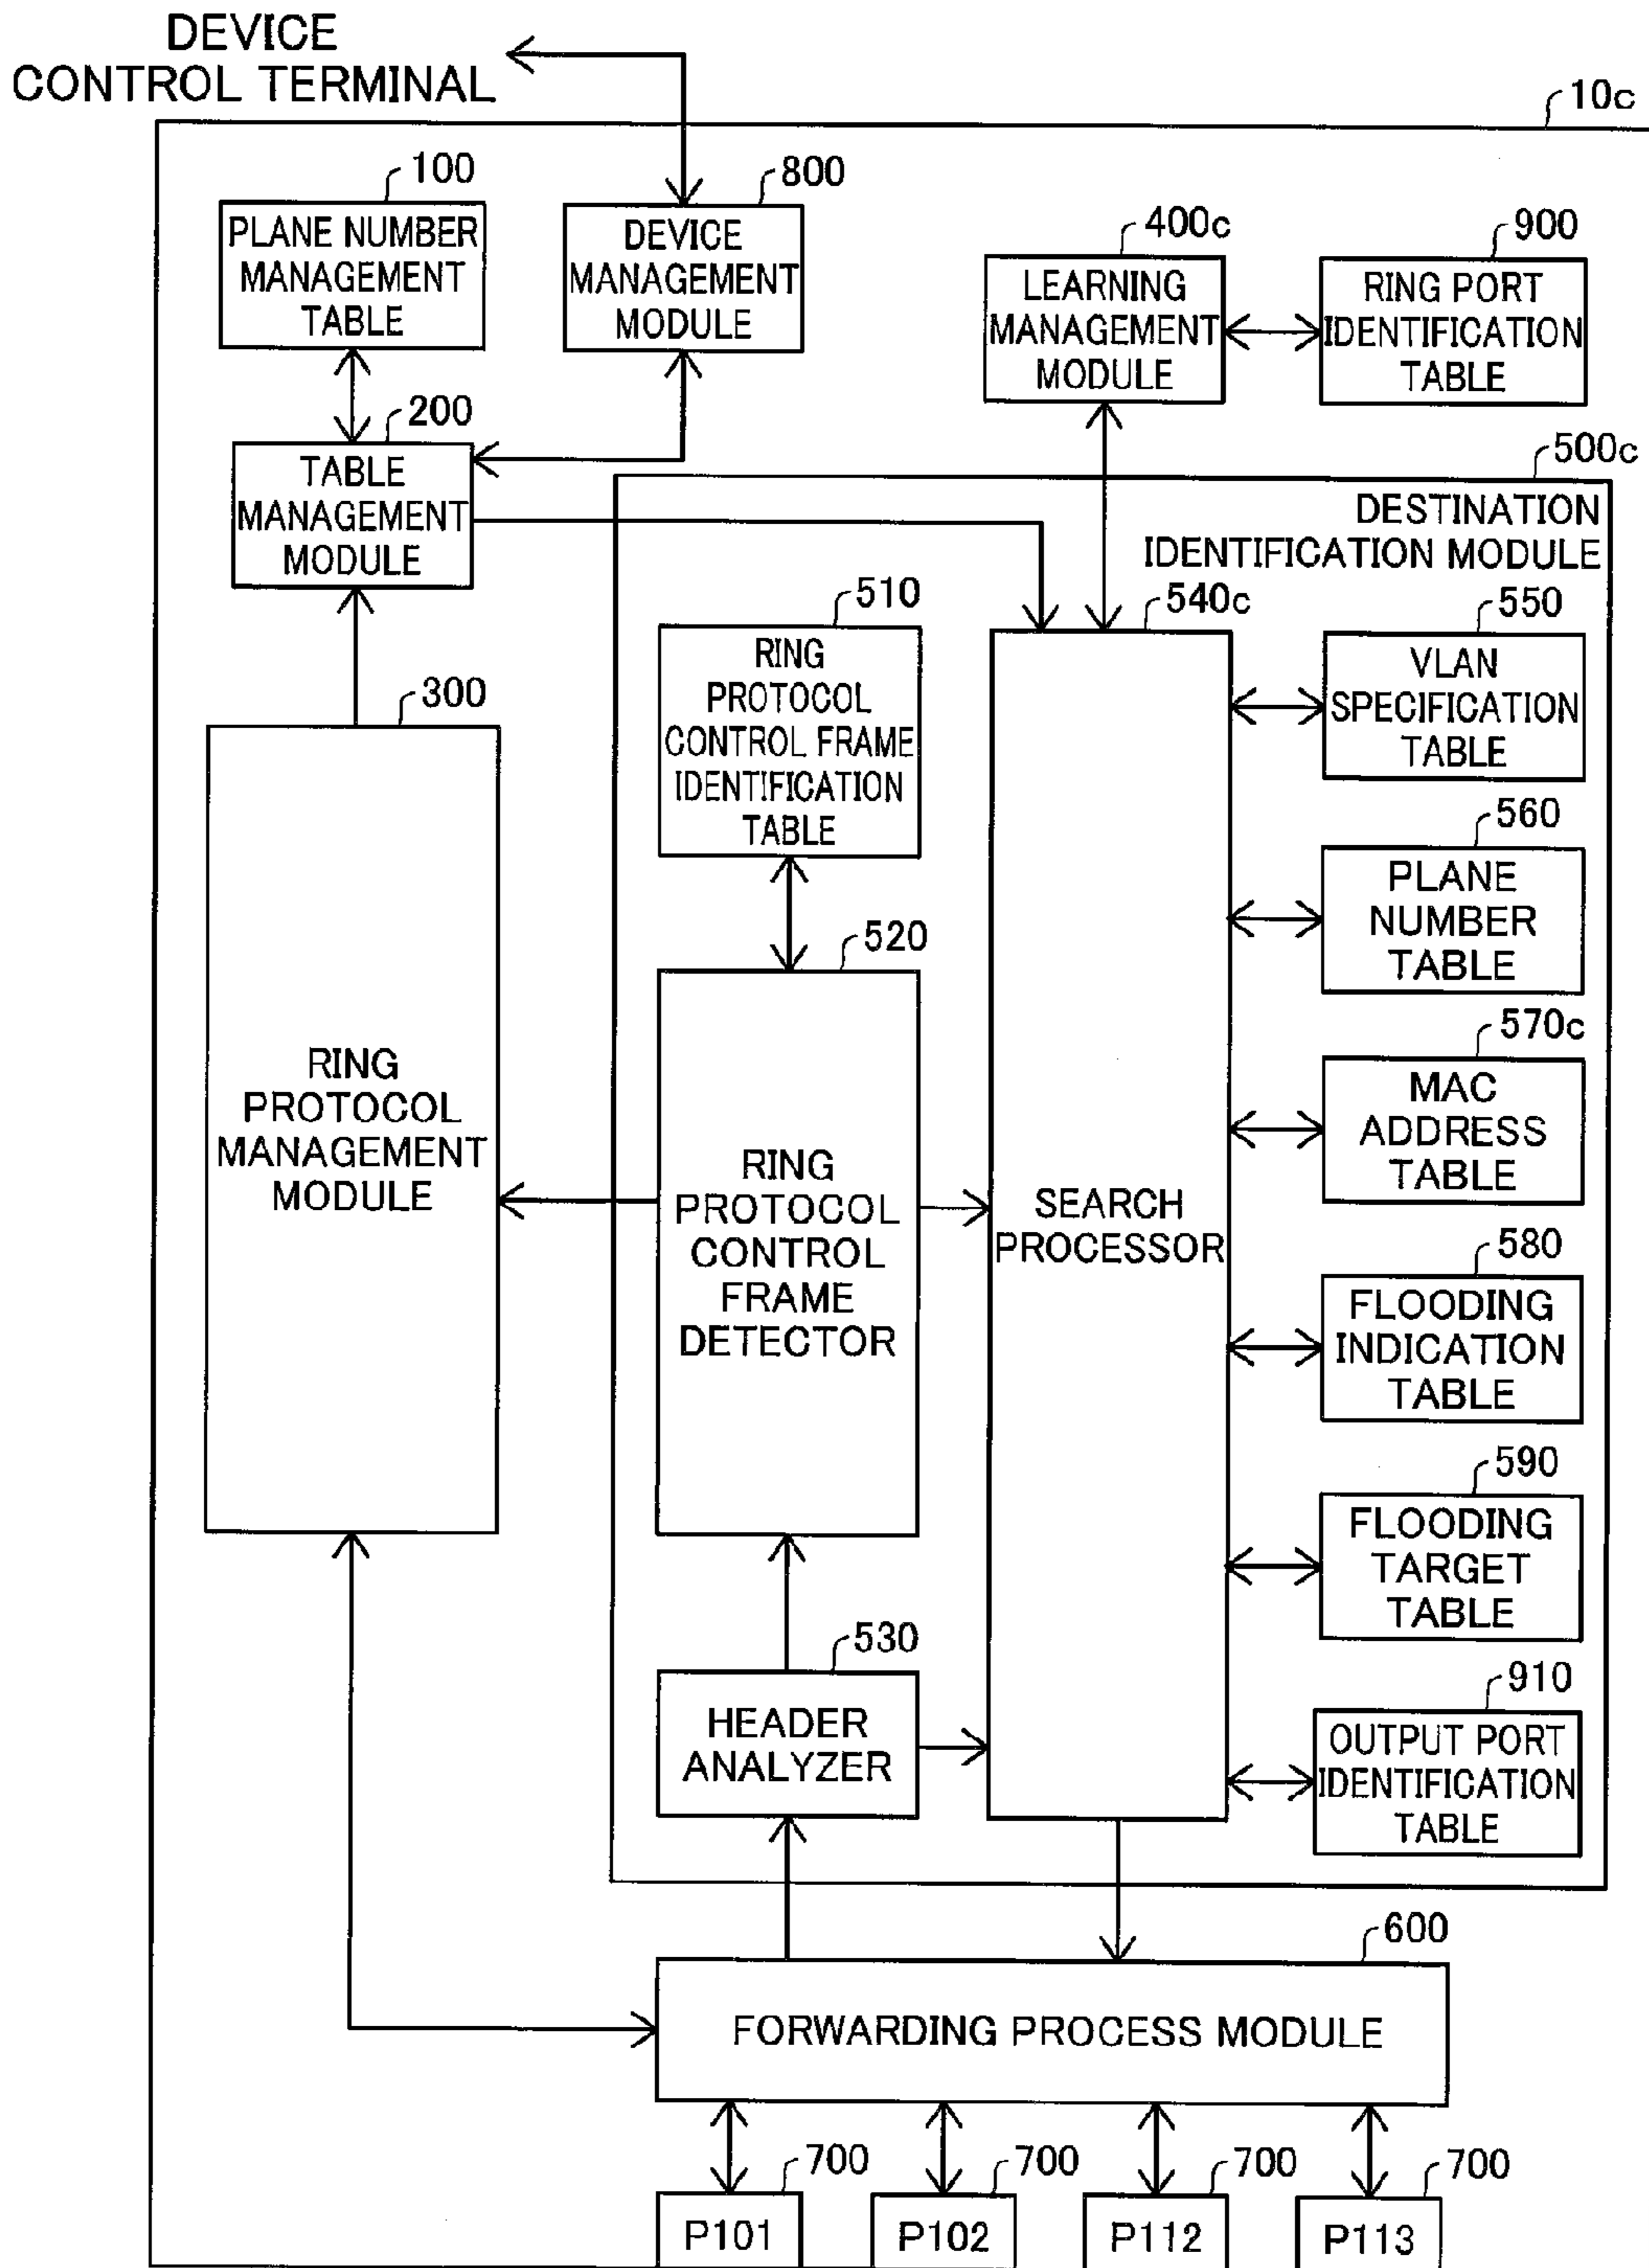 DEVICE
CONTROL TERMINAL
10c
100
PLANE NUMBER
MANAGEMENT
TABLE
800
DEVICE
MANAGEMENT
MODULE
400c
LEARNING
MANAGEMENT
MODULE
900
RING PORT
IDENTIFICATION
TABLE
200
TABLE
MANAGEMENT
MODULE
500c
DESTINATION
IDENTIFICATION MODULE
300
RING
PROTOCOL
MANAGEMENT
MODULE
510
RING
PROTOCOL
CONTROL FRAME
IDENTIFICATION
TABLE
520
RING
PROTOCOL
CONTROL
FRAME
DETECTOR
530
HEADER
ANALYZER
540c
SEARCH
PROCESSOR
550
VLAN
SPECIFICATION
TABLE
560
PLANE
NUMBER
TABLE
570c
MAC
ADDRESS
TABLE
580
FLOODING
INDICATION
TABLE
590
FLOODING
TARGET
TABLE
910
OUTPUT PORT
IDENTIFICATION
TABLE
600
FORWARDING PROCESS MODULE
700
P101
700
P102
700
P112
700
P113